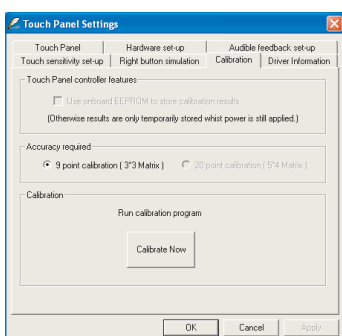 Touch Panel Settings
Touch Panel
Hardware set-up
Audible feedback set-up
Touch sensitivity set-up
Right button simulation
Calibration
Driver Information
Touch Panel controller features
Use onboard EEPROM to store calibration results
(Otherwise results are only temporarily stored whist power is still applied.)
Accuracy required
9 point calibration ( 3*3 Matrix )
20 point calibration ( 5*4 Matrix )
Calibration
Run calibration program
Calibrate Now
OK
Cancel
Apply